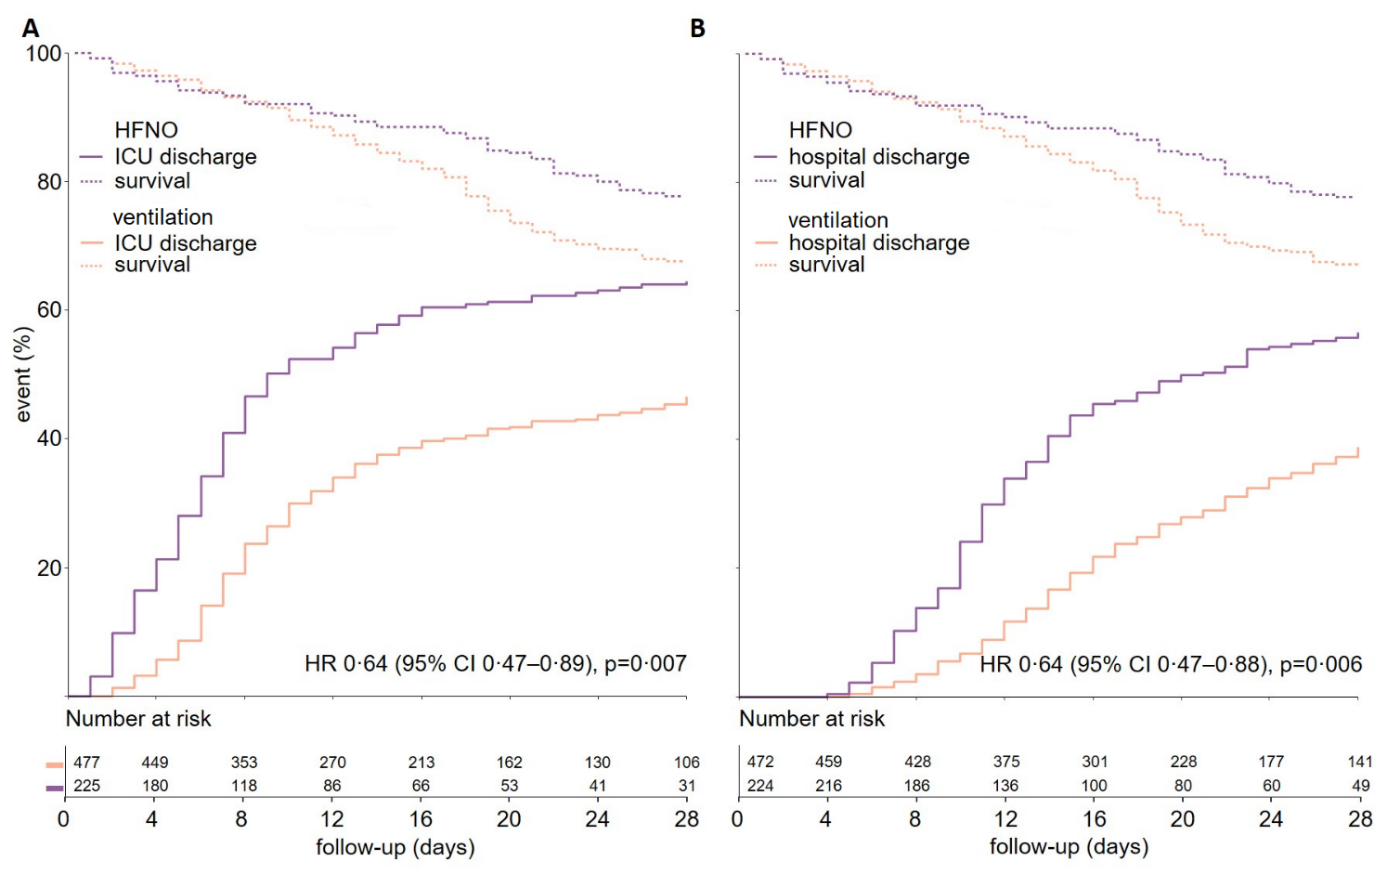 A
100
80
60
40
20
event (%)
HFNO
ICU discharge
survival
ventilation
ICU discharge
survival
HR 0·64 (95% CI 0·47–0·89), p=0·007
Number at risk
477 449 353 270 213 162 130 106
225 180 118 86 66 53 41 31
0 4 8 12 16 20 24 28
follow-up (days)
B
HFNO
hospital discharge
survival
ventilation
hospital discharge
survival
HR 0·64 (95% CI 0·47–0·88), p=0·006
Number at risk
472 459 428 375 301 228 177 141
224 216 186 136 100 80 60 49
0 4 8 12 16 20 24 28
follow-up (days)